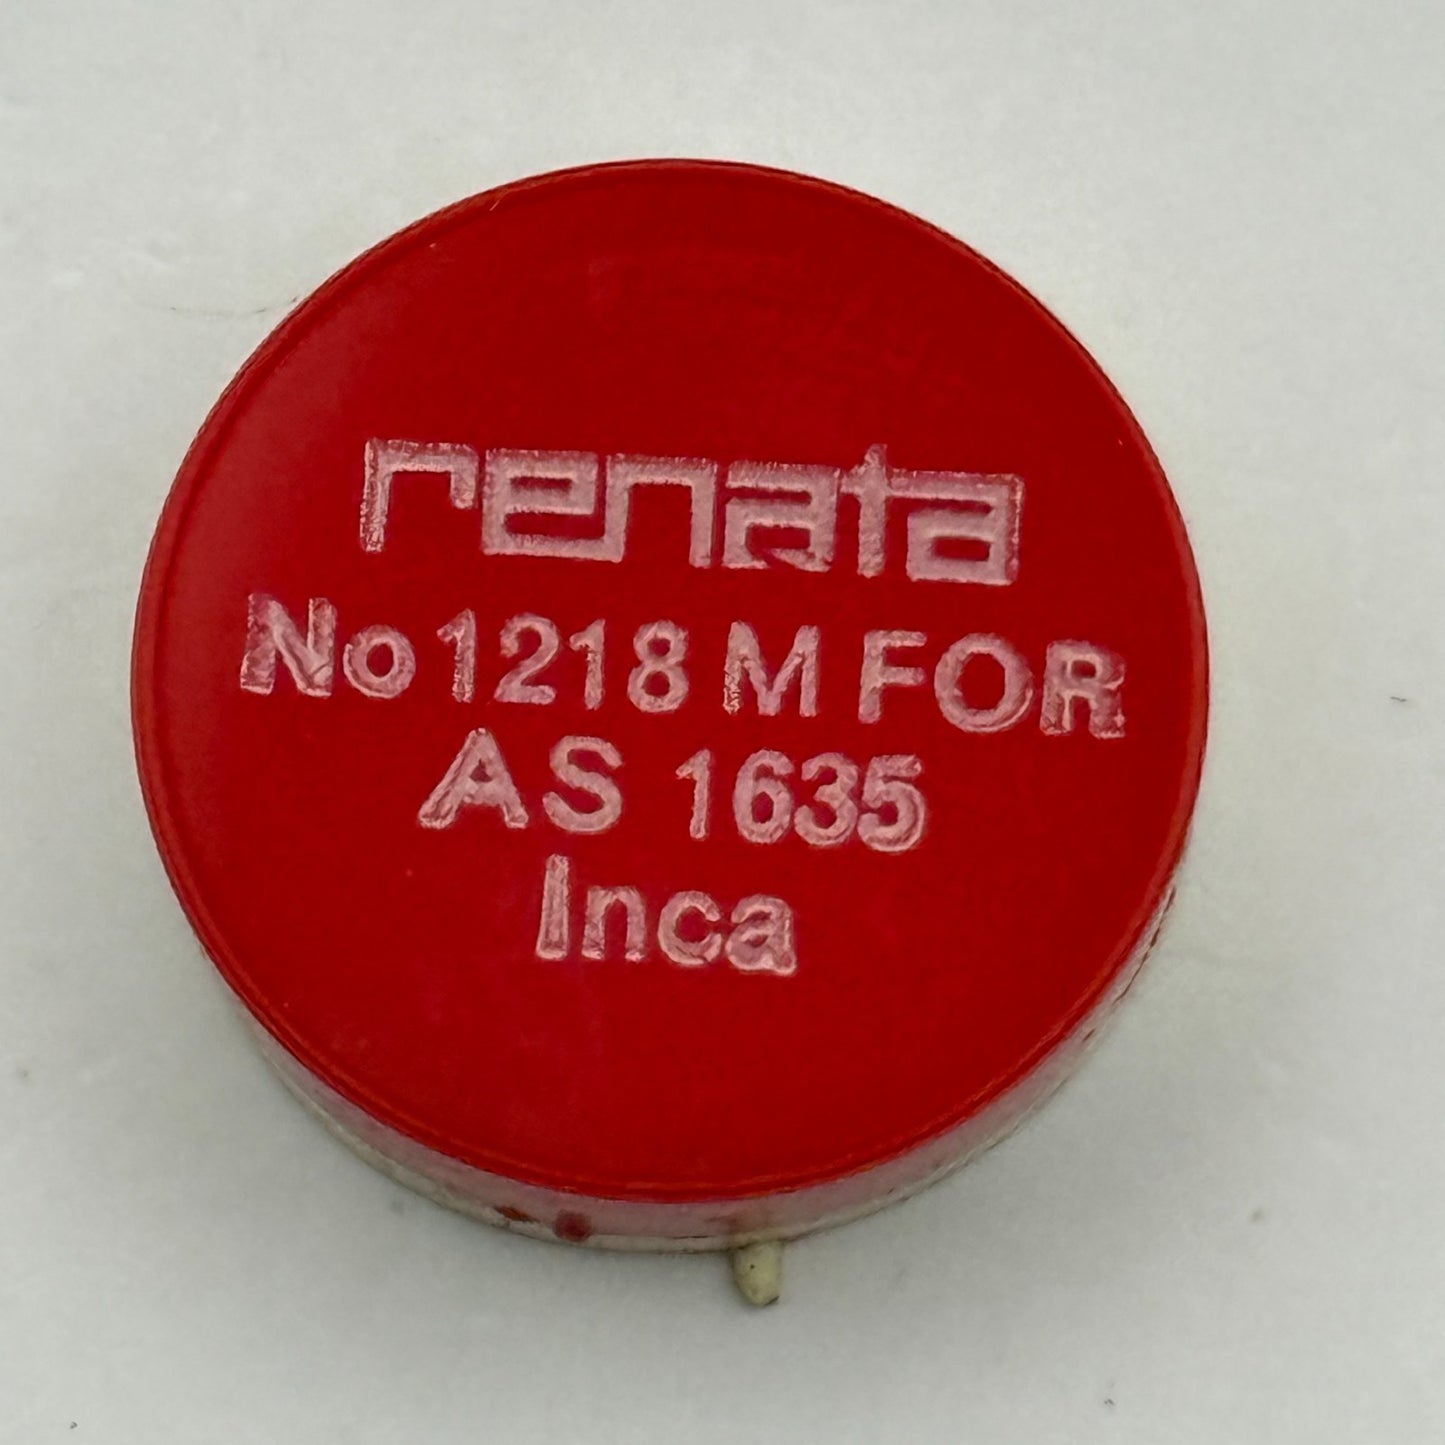 renata
No 1218 M FOR
AS 1635
Inca